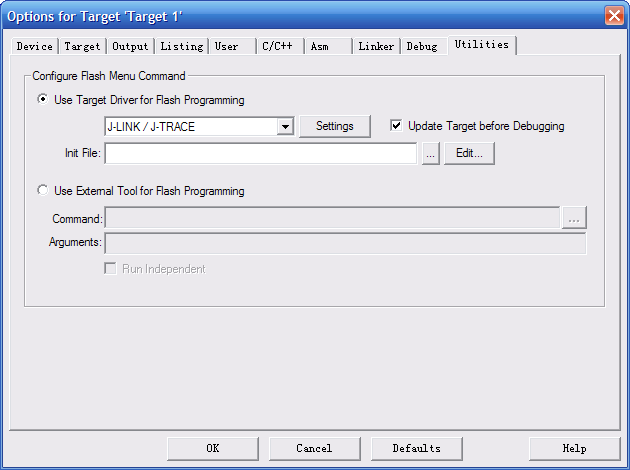 Options for Target 'Target 1'
Device Target Output Listing User C/C++ Asm Linker Debug Utilities
Configure Flash Menu Command
Use Target Driver for Flash Programming
J-LINK / J-TRACE Settings Update Target before Debugging
Init File: ... Edit...
Use External Tool for Flash Programming
Command: ...
Arguments:
Run Independent
OK Cancel Defaults Help